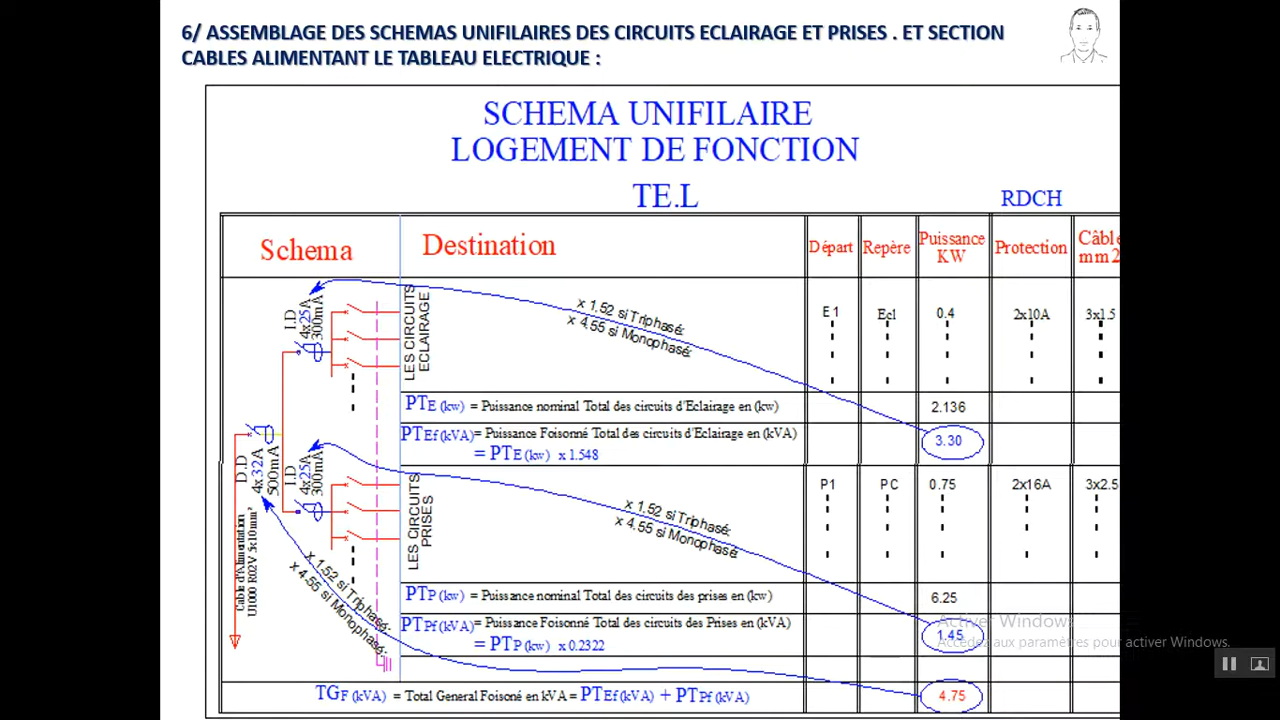 6/ ASSEMBLAGE DES SCHEMAS UNIFILAIRES DES CIRCUITS ECLAIRAGE ET PRISES . ET SECTION
CABLES ALIMENTANT LE TABLEAU ELECTRIQUE :
SCHEMA UNIFILAIRE
LOGEMENT DE FONCTION
TE.L
RDCH
Schema
Destination
Départ
Repère
Puissance
KW
Protection
Câbl
mm2
I.D
4x25A
300mA
LES CIRCUITS
ECLAIRAGE
x 1.52 si Triphasé:
x 4.55 si Monophasé:
E1
Ecl
0.4
2x10A
3x1.5
PTE (kw) = Puissance nominal Total des circuits d'Eclairage en (kw)
2.136
PTEf (kVA) = Puissance Foisonné Total des circuits d'Eclairage en (kVA)
= PTE (kw) x 1.548
3.30
D.D
4x32A
500mA
I.D
4x25A
300mA
LES CIRCUITS
PRISES
x 1.52 si Triphasé:
x 4.55 si Monophasé:
P1
PC
0.75
2x16A
3x2.5
Cable d'Alimentation
U1000 R02V 5x10mm²
x 1.52 si Triphasé:
x 4.55 si Monophasé:
PTP (kw) = Puissance nominal Total des circuits des prises en (kw)
6.25
PTPf (kVA) = Puissance Foisonné Total des circuits des Prises en (kVA)
= PTP (kw) x 0.2322
1.45
Activer Windows
Accédez aux paramètres pour activer Windows.
TGF (kVA) = Total General Foisoné en kVA = PTEf (kVA) + PTPf (kVA)
4.75